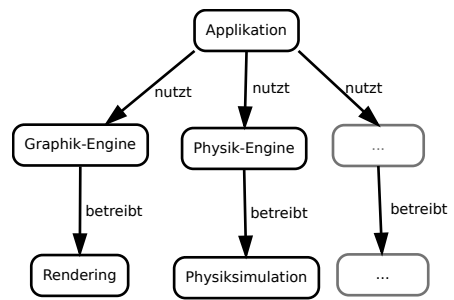 Applikation
nutzt
nutzt
nutzt
Graphik-Engine
Physik-Engine
...
betreibt
betreibt
betreibt
Rendering
Physiksimulation
...